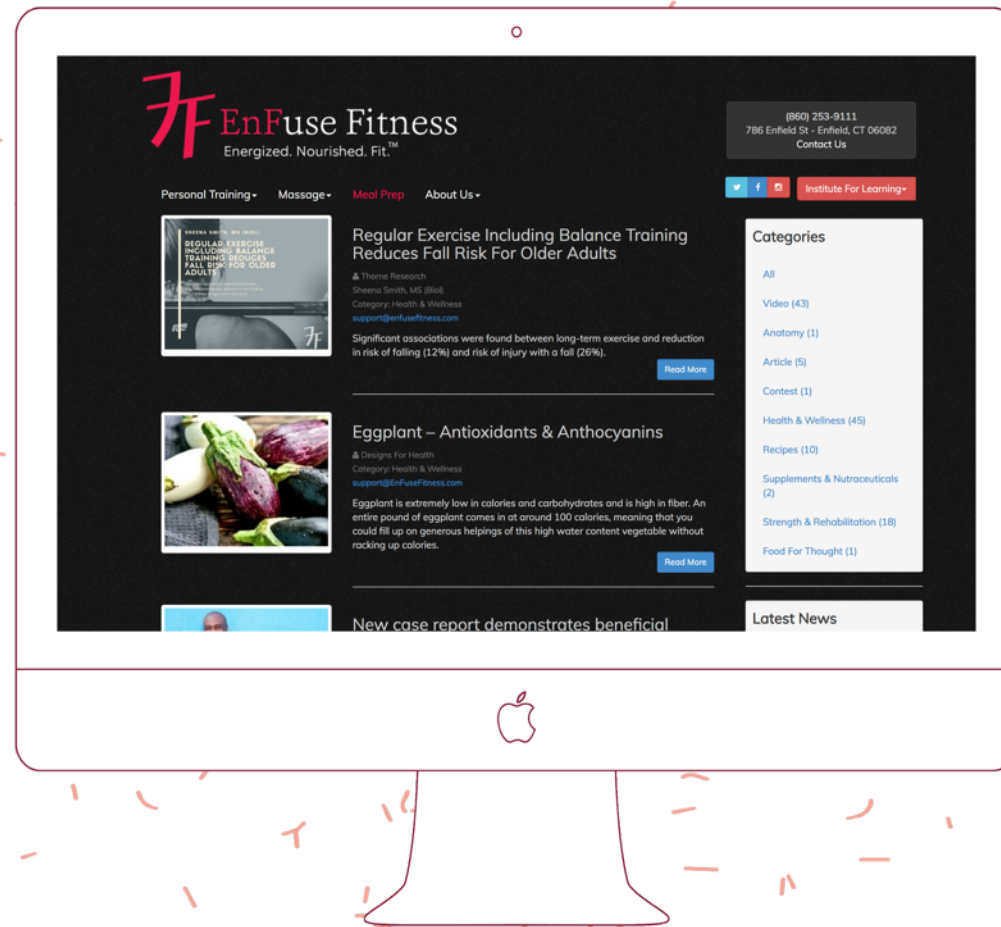 EnFuse Fitness
Energized. Nourished. Fit.™
(860) 253-9111
786 Enfield St - Enfield, CT 06082
Contact Us
Personal Training
Massage
Meal Prep
About Us
Institute For Learning
SHEENA SMITH, MS (BIOL)
REGULAR EXERCISE
INCLUDING BALANCE
TRAINING REDUCES
FALL RISK FOR OLDER
ADULTS
Regular Exercise Including Balance Training
Reduces Fall Risk For Older Adults
Thorne Research
Sheena Smith, MS (Biol)
Category: Health & Wellness
support@enfusefitness.com
Significant associations were found between long-term exercise and reduction
in risk of falling (12%) and risk of injury with a fall (26%).
Read More
Eggplant – Antioxidants & Anthocyanins
Designs For Health
Category: Health & Wellness
support@EnFuseFitness.com
Eggplant is extremely low in calories and carbohydrates and is high in fiber. An
entire pound of eggplant comes in at around 100 calories, meaning that you
could fill up on generous helpings of this high water content vegetable without
racking up calories.
Read More
New case report demonstrates beneficial
Categories
All
Video (43)
Anatomy (1)
Article (5)
Contest (1)
Health & Wellness (45)
Recipes (10)
Supplements & Nutraceuticals
(2)
Strength & Rehabilitation (18)
Food For Thought (1)
Latest News